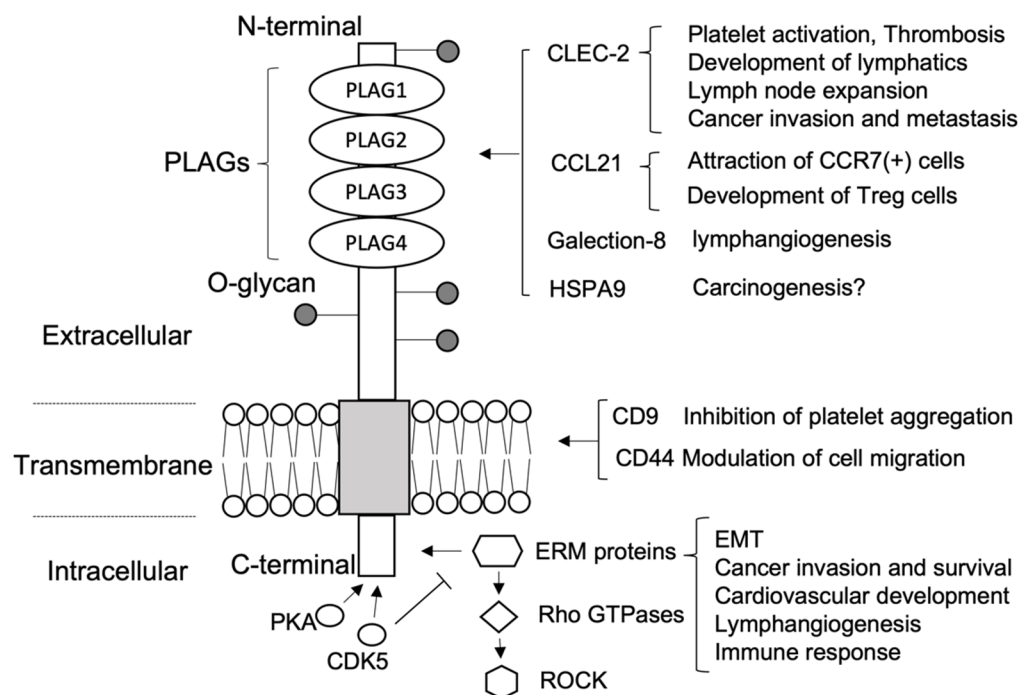 N-terminal
PLAG1
PLAG2
PLAG3
PLAG4
PLAGs
O-glycan
Extracellular
Transmembrane
Intracellular
C-terminal
PKA
CDK5
CLEC-2
Platelet activation, Thrombosis
Development of lymphatics
Lymph node expansion
Cancer invasion and metastasis
CCL21
Attraction of CCR7(+) cells
Development of Treg cells
Galection-8 lymphangiogenesis
HSPA9 Carcinogenesis?
CD9 Inhibition of platelet aggregation
CD44 Modulation of cell migration
ERM proteins
EMT
Cancer invasion and survival
Cardiovascular development
Lymphangiogenesis
Immune response
Rho GTPases
ROCK